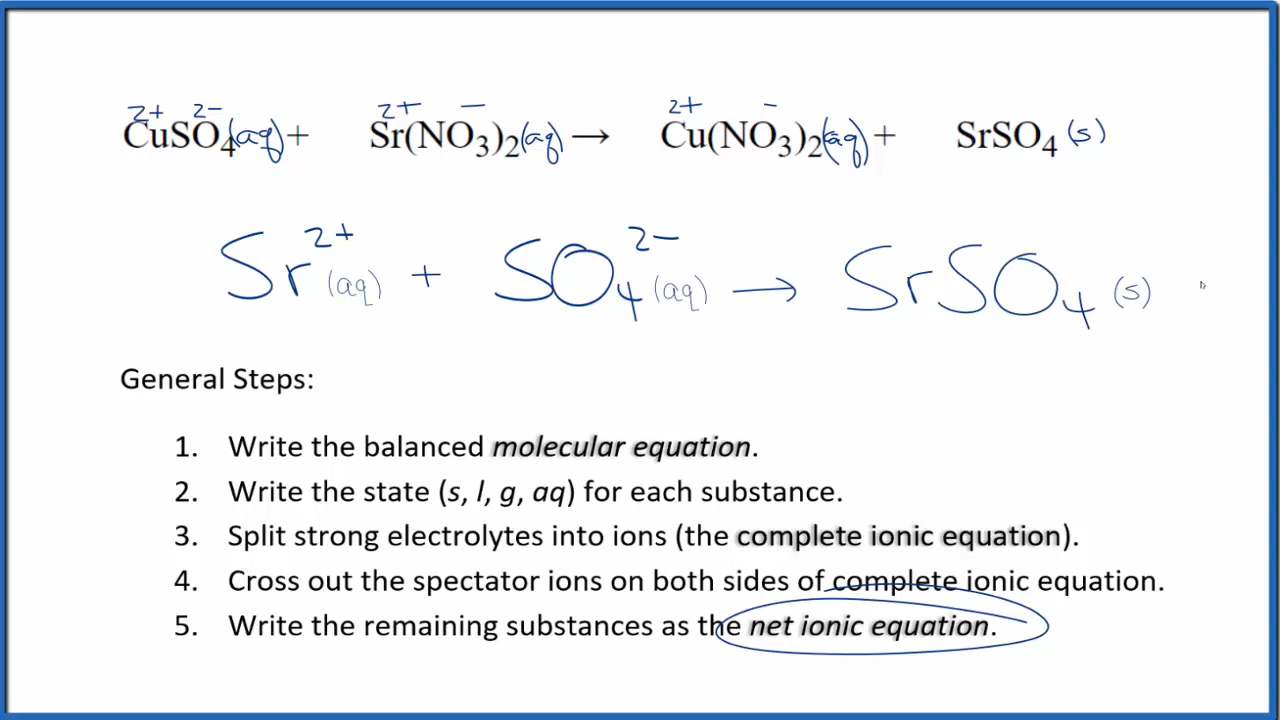 2+ 2− 2+ − 2+ −
CuSO₄(aq) + Sr(NO₃)₂(aq) → Cu(NO₃)₂(aq) + SrSO₄(s)
Sr²⁺(aq) + SO₄²⁻(aq) → SrSO₄(s)
General Steps:
1. Write the balanced molecular equation.
2. Write the state (s, l, g, aq) for each substance.
3. Split strong electrolytes into ions (the complete ionic equation).
4. Cross out the spectator ions on both sides of complete ionic equation.
5. Write the remaining substances as the net ionic equation.